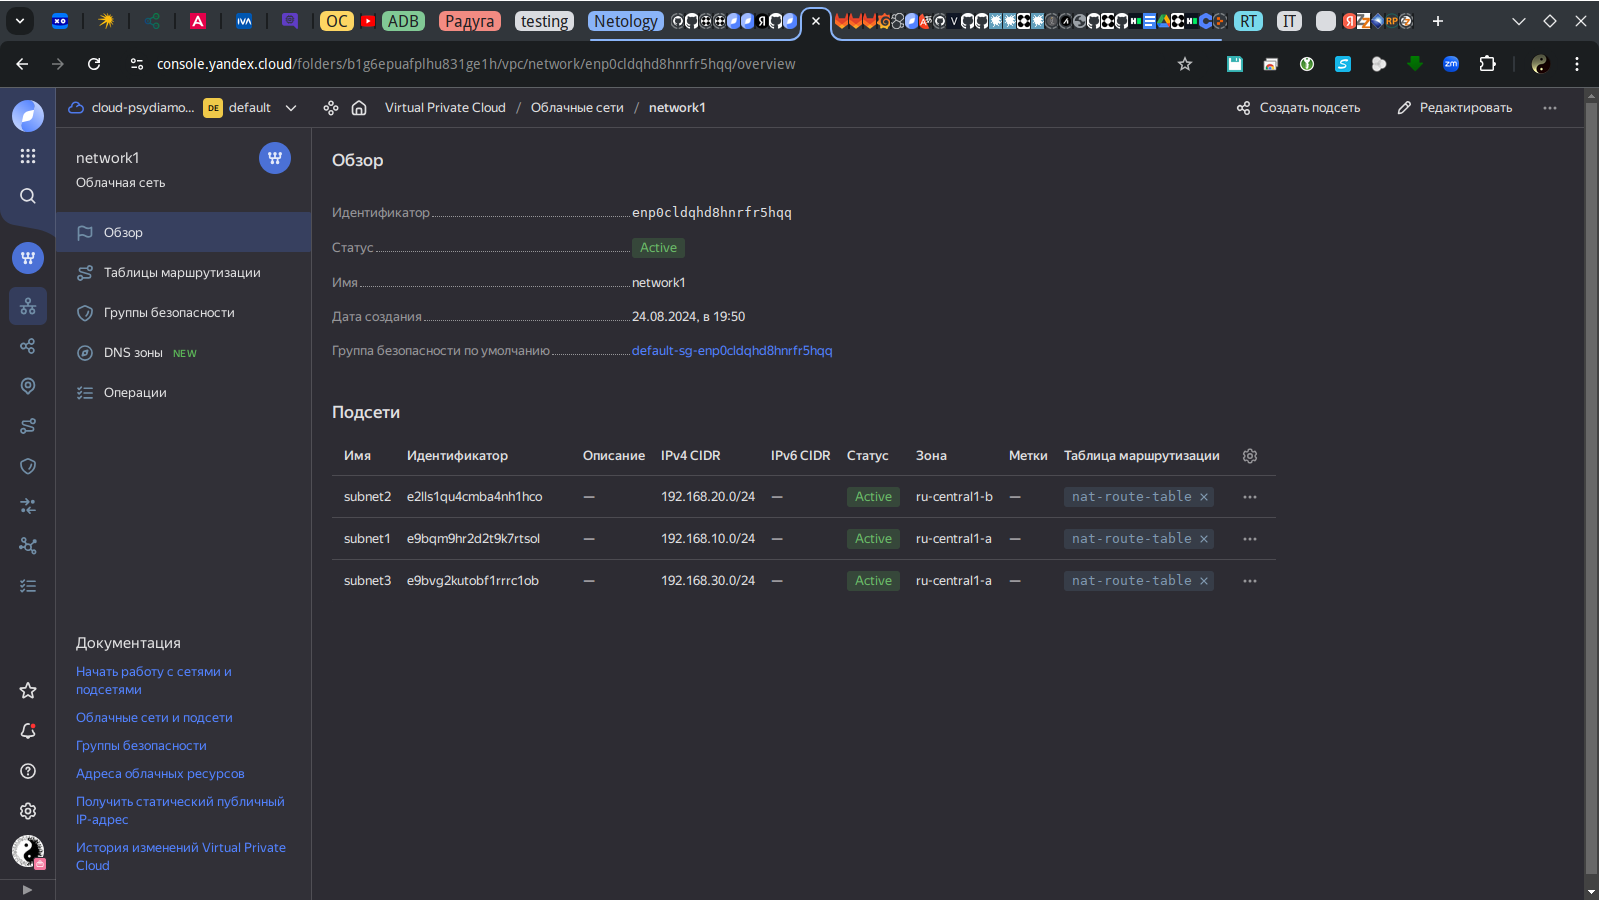 OC
ADB
Радуга
testing
Netology
RT
IT
console.yandex.cloud/folders/b1g6epuafplhu831ge1h/vpc/network/enp0cldqhd8hnrfr5hqq/overview
cloud-psydiamo...
DE
default
Virtual Private Cloud / Облачные сети / network1
Создать подсеть
Редактировать
network1
Облачная сеть
Обзор
Таблицы маршрутизации
Группы безопасности
DNS зоны NEW
Операции
Документация
Начать работу с сетями и
подсетями
Облачные сети и подсети
Группы безопасности
Адреса облачных ресурсов
Получить статический публичный
IP-адрес
История изменений Virtual Private
Cloud
Обзор
Идентификатор enp0cldqhd8hnrfr5hqq
Статус Active
Имя network1
Дата создания 24.08.2024, в 19:50
Группа безопасности по умолчанию default-sg-enp0cldqhd8hnrfr5hqq
Подсети
Имя Идентификатор Описание IPv4 CIDR IPv6 CIDR Статус Зона Метки Таблица маршрутизации
subnet2 e2lls1qu4cmba4nh1hco — 192.168.20.0/24 — Active ru-central1-b — nat-route-table
subnet1 e9bqm9hr2d2t9k7rtsol — 192.168.10.0/24 — Active ru-central1-a — nat-route-table
subnet3 e9bvg2kutobf1rrrc1ob — 192.168.30.0/24 — Active ru-central1-a — nat-route-table